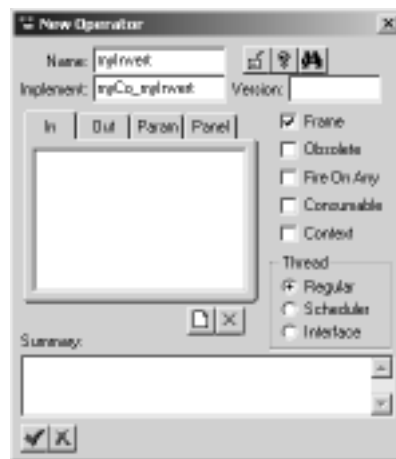 New Operator
Name: myInvert
Implement: myCo_myInvert Version:
In Out Param Panel
Frame
Obsolete
Fire On Any
Consumable
Context
Thread
Regular
Scheduler
Interface
Summary: